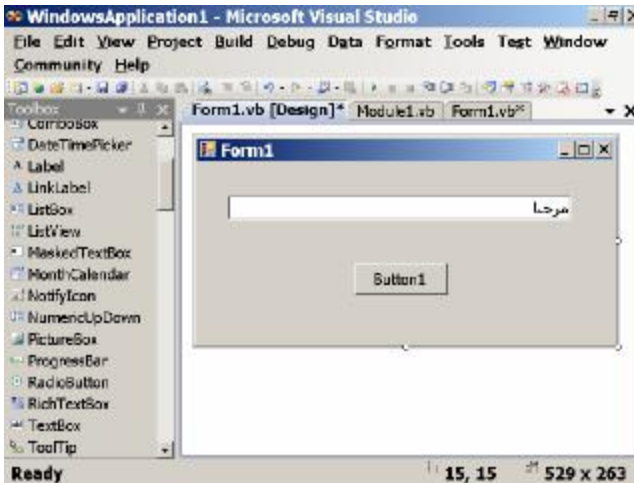 WindowsApplication1 - Microsoft Visual Studio
File Edit View Project Build Debug Data Format Tools Test Window
Community Help
Toolbox
Form1.vb [Design]* Module1.vb Form1.vb*
ComboBox
DateTimePicker
A Label
LinkLabel
ListBox
ListView
MaskedTextBox
MonthCalendar
NotifyIcon
NumericUpDown
PictureBox
ProgressBar
RadioButton
RichTextBox
TextBox
ToolTip
Form1
مرحبا
Button1
Ready 15, 15 529 x 263